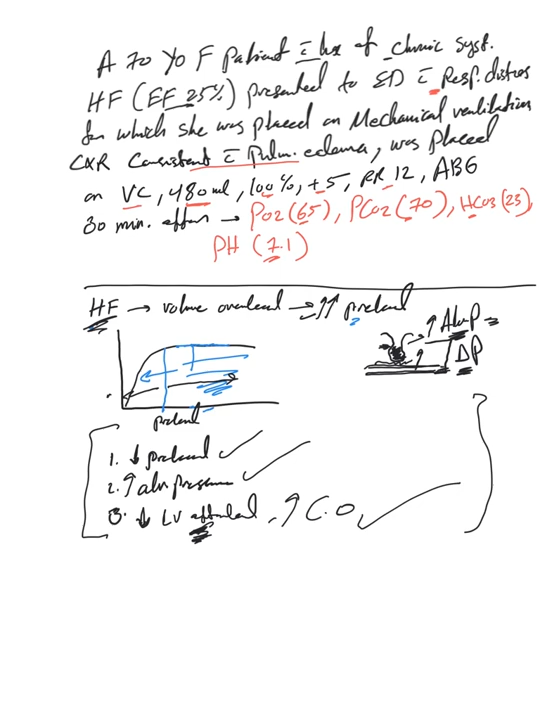 A 70 yo F patient c̄ hx of chronic syst.
HF (EF 25%) presented to ED c̄ Resp. distres
for which she was placed on Mechanical ventilation
CXR Consistent c̄ Pulm. edema, was placed
on VC, 480 ml, 100%, +5, RR 12, ABG
30 min. after → PO2 (65), PCO2 (70), HCO3 (23),
PH (7.1)
HF → volume overload → ↑↑ preload
↑ Alv P
ΔP
preload
1. ↓ preload ✓
2. ↑ alv pressure ✓
3. ↓ LV afterload, ↑ C.O ✓